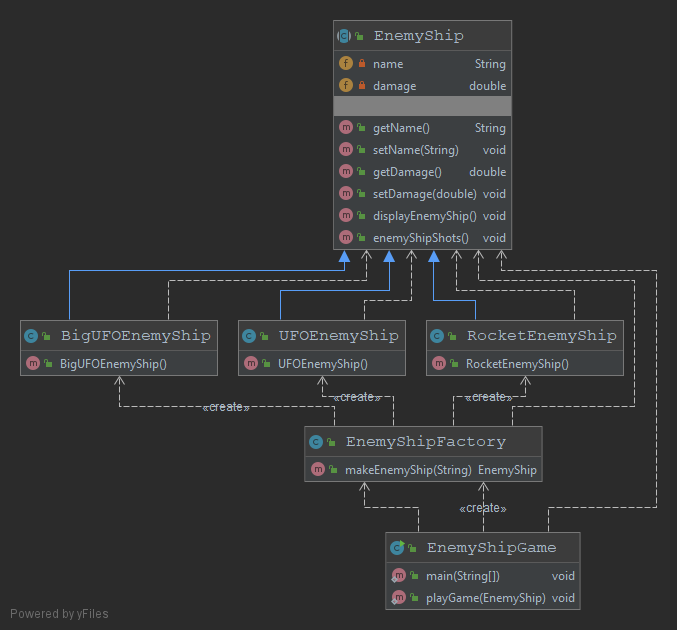 EnemyShip
name String
damage double
getName() String
setName(String) void
getDamage() double
setDamage(double) void
displayEnemyShip() void
enemyShipShots() void
BigUFOEnemyShip
BigUFOEnemyShip()
UFOEnemyShip
UFOEnemyShip()
RocketEnemyShip
RocketEnemyShip()
«create»
«create»
«create»
EnemyShipFactory
makeEnemyShip(String) EnemyShip
«create»
EnemyShipGame
main(String[]) void
playGame(EnemyShip) void
Powered by yFiles